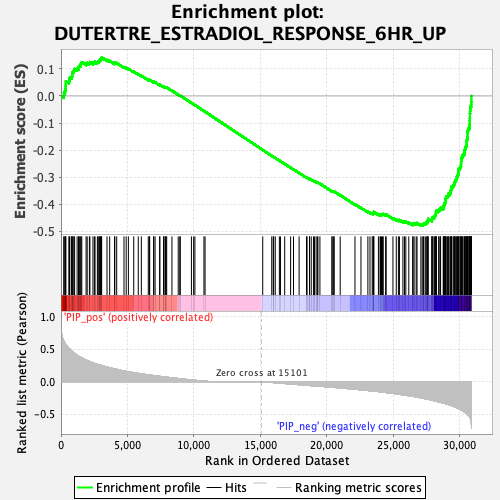 Enrichment plot:
DUTERTRE_ESTRADIOL_RESPONSE_6HR_UP
Enrichment score (ES)
0.1
0.0
-0.1
-0.2
-0.3
-0.4
-0.5
Ranked list metric (Pearson)
1.0
0.5
0.0
-0.5
'PIP_pos' (positively correlated)
Zero cross at 15101
'PIP_neg' (negatively correlated)
0
5,000
10,000
15,000
20,000
25,000
30,000
Rank in Ordered Dataset
Enrichment profile
Hits
Ranking metric scores